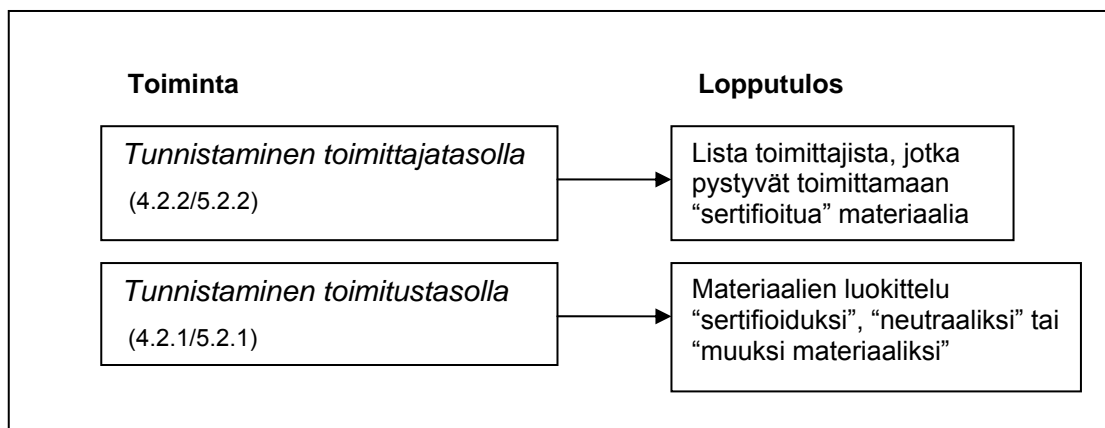 Toiminta
Lopputulos
Tunnistaminen toimittajatasolla
(4.2.2/5.2.2)
Lista toimittajista, jotka
pystyvät toimittamaan
“sertifioitua” materiaalia
Tunnistaminen toimitustasolla
(4.2.1/5.2.1)
Materiaalien luokittelu
“sertifioiduksi”, “neutraaliksi” tai
“muuksi materiaaliksi”